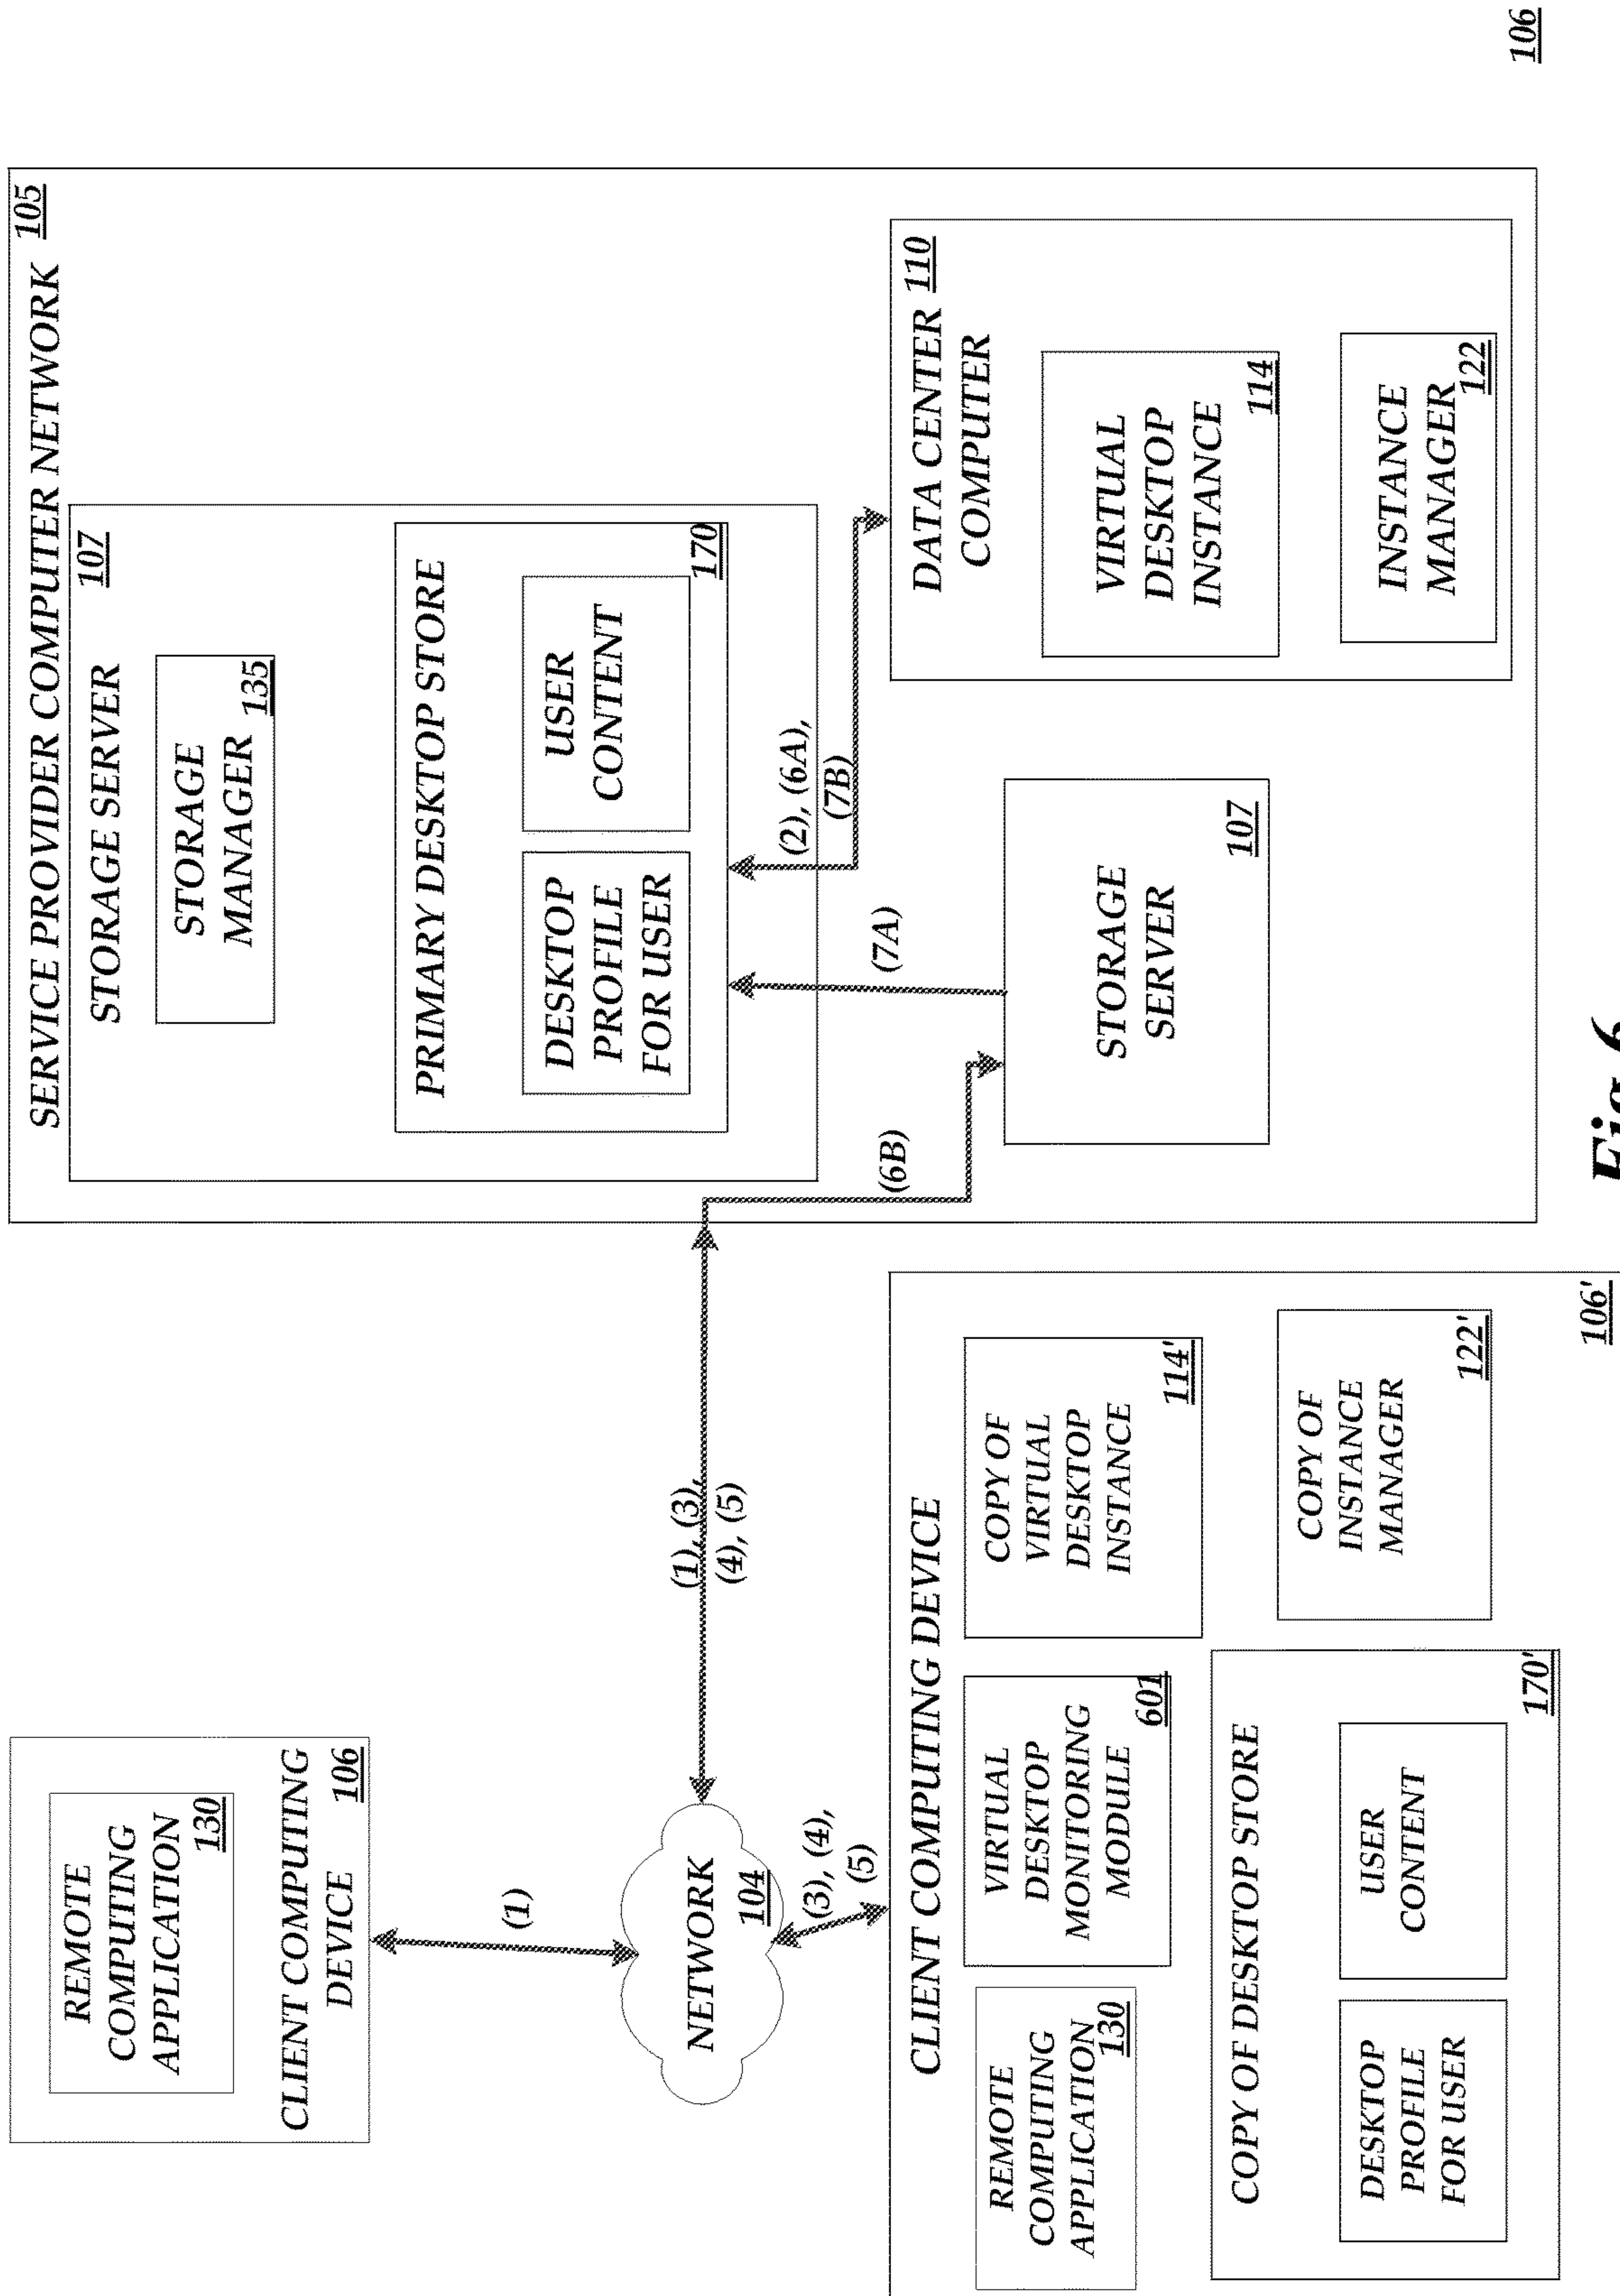 REMOTE
COMPUTING
APPLICATION
130
CLIENT COMPUTING
DEVICE
106
(1)
NETWORK
104
(1), (3),
(4), (5)
(3), (4),
(5)
CLIENT COMPUTING DEVICE
REMOTE
COMPUTING
APPLICATION
130
VIRTUAL
DESKTOP
MONITORING
MODULE
601
COPY OF
VIRTUAL
DESKTOP
INSTANCE
114'
COPY OF DESKTOP STORE
DESKTOP
PROFILE
FOR USER
USER
CONTENT
170'
COPY OF
INSTANCE
MANAGER
122'
106'
SERVICE PROVIDER COMPUTER NETWORK
105
STORAGE SERVER
107
STORAGE
MANAGER
135
PRIMARY DESKTOP STORE
DESKTOP
PROFILE
FOR USER
USER
CONTENT
170
(2), (6A),
(7B)
(7A)
(6B)
STORAGE
SERVER
107
DATA CENTER
COMPUTER
110
VIRTUAL
DESKTOP
INSTANCE
114
INSTANCE
MANAGER
122
106
Fig. 6